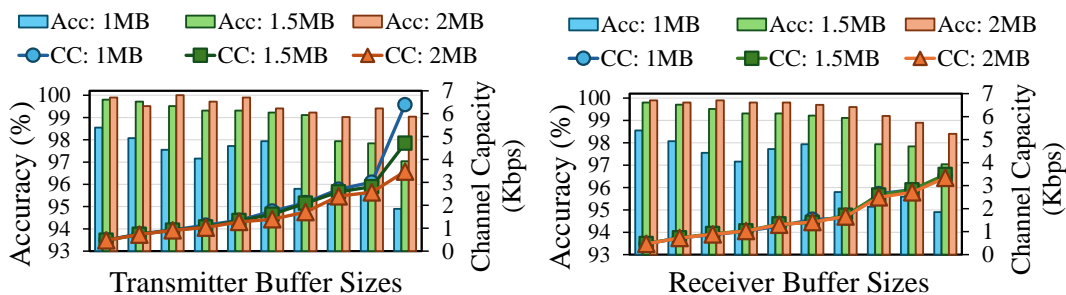 Acc: 1MB Acc: 1.5MB Acc: 2MB
CC: 1MB CC: 1.5MB CC: 2MB
Accuracy (%)
100
99
98
97
96
95
94
93
7
6
5
4
3
2
1
0
Channel Capacity
(Kbps)
Transmitter Buffer Sizes
Acc: 1MB Acc: 1.5MB Acc: 2MB
CC: 1MB CC: 1.5MB CC: 2MB
Accuracy (%)
100
99
98
97
96
95
94
93
7
6
5
4
3
2
1
0
Channel Capacity
(Kbps)
Receiver Buffer Sizes